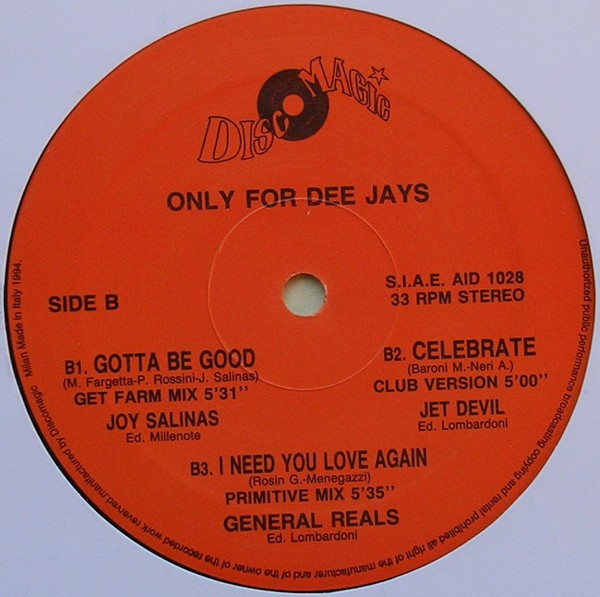 DISCO MAGIC
ONLY FOR DEE JAYS
SIDE B
S.I.A.E. AID 1028
33 RPM STEREO
B1. GOTTA BE GOOD
(M. Fargetta-P. Rossini-J. Salinas)
GET FARM MIX 5'31''
JOY SALINAS
Ed. Millenote
B2. CELEBRATE
(Baroni M.-Neri A.)
CLUB VERSION 5'00''
JET DEVIL
Ed. Lombardoni
B3. I NEED YOU LOVE AGAIN
(Rosin G.-Menegazzi)
PRIMITIVE MIX 5'35''
GENERAL REALS
Ed. Lombardoni
Unauthorized public performance broadcasting copying and rental prohibited all right of the manufacturer and of the owner of the recorded work reserved.manifactured by Discomagic Milan Made in Italy 1994.